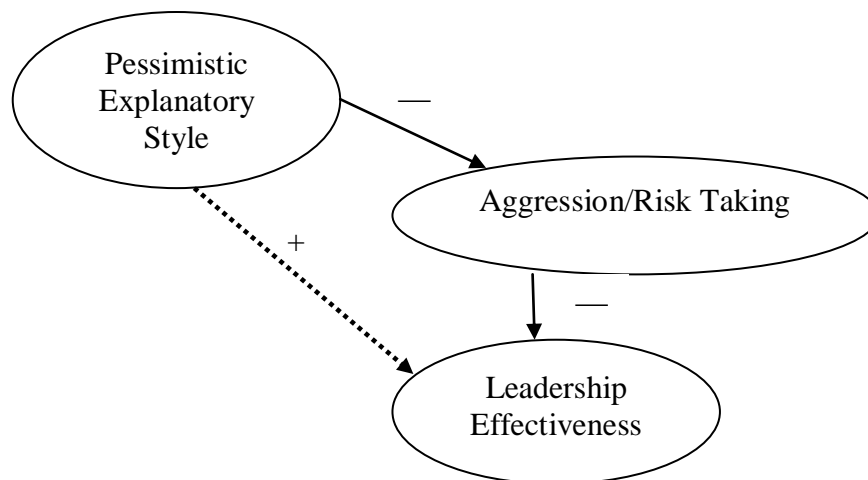 Pessimistic
Explanatory
Style
—
Aggression/Risk Taking
+
—
Leadership
Effectiveness